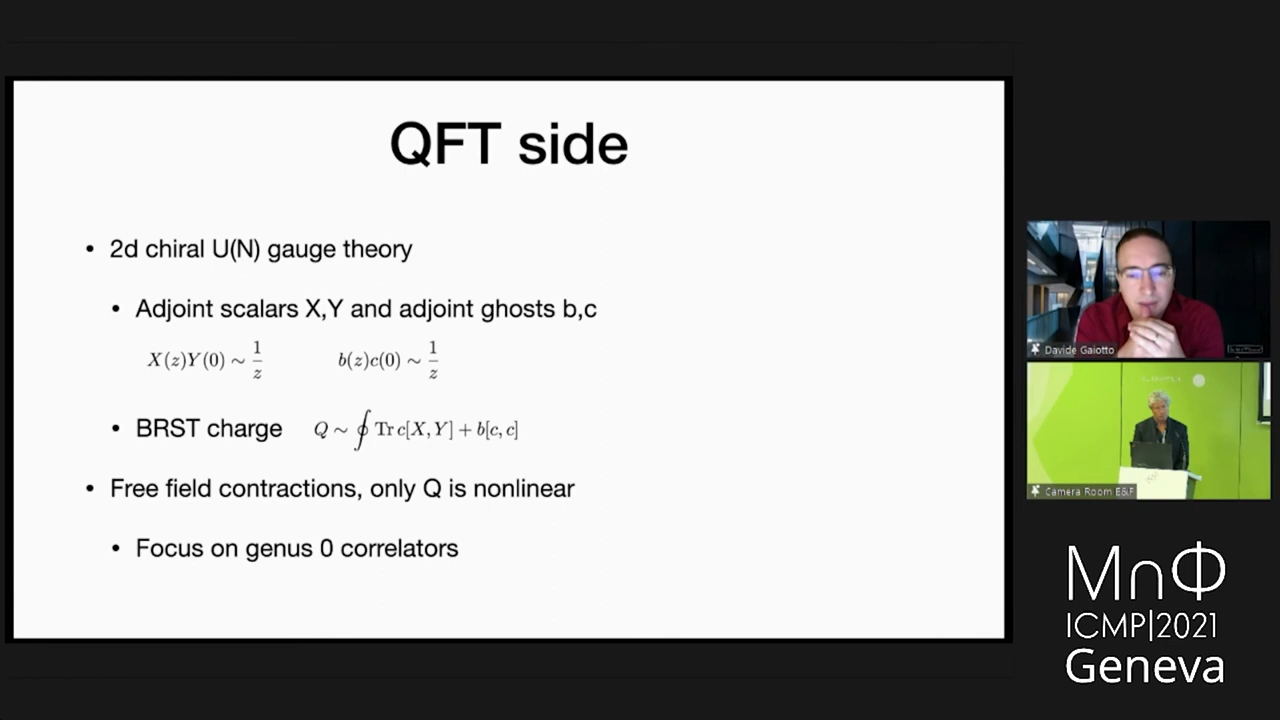 QFT side
• 2d chiral U(N) gauge theory
• Adjoint scalars X,Y and adjoint ghosts b,c
X(z)Y(0) ∼ 1/z b(z)c(0) ∼ 1/z
• BRST charge Q ∼ ∮ Tr c[X,Y] + b[c,c]
• Free field contractions, only Q is nonlinear
• Focus on genus 0 correlators
Davide Gaiotto
Camera Room E&F
M∩Φ
ICMP|2021
Geneva